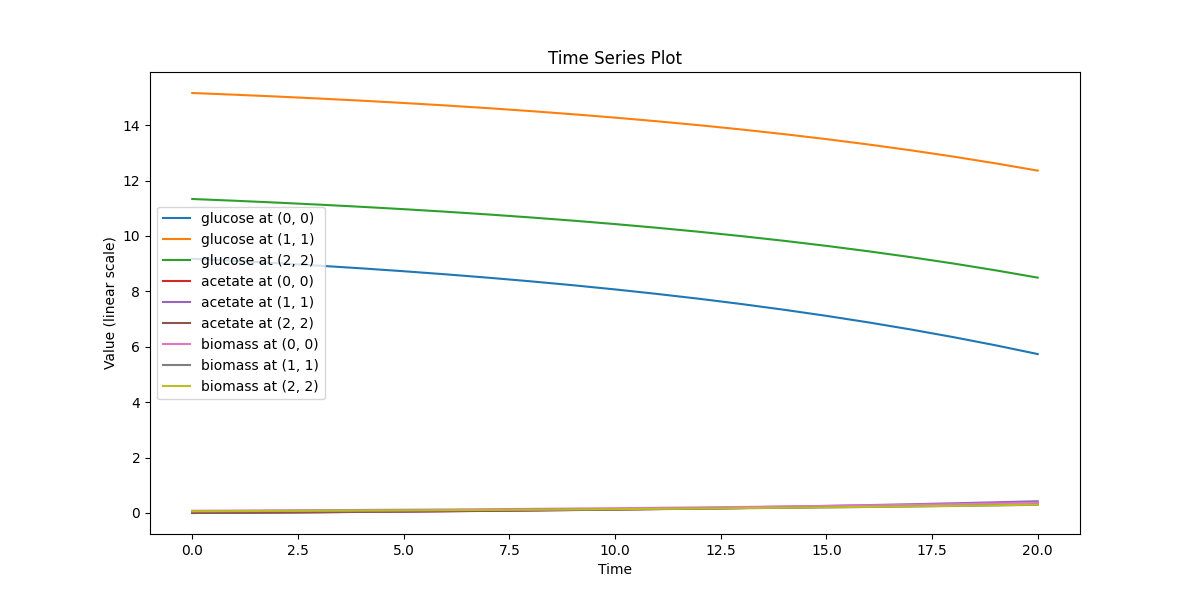 Time Series Plot
Value (linear scale)
14
12
10
8
6
4
2
0
glucose at (0, 0)
glucose at (1, 1)
glucose at (2, 2)
acetate at (0, 0)
acetate at (1, 1)
acetate at (2, 2)
biomass at (0, 0)
biomass at (1, 1)
biomass at (2, 2)
0.0 2.5 5.0 7.5 10.0 12.5 15.0 17.5 20.0
Time